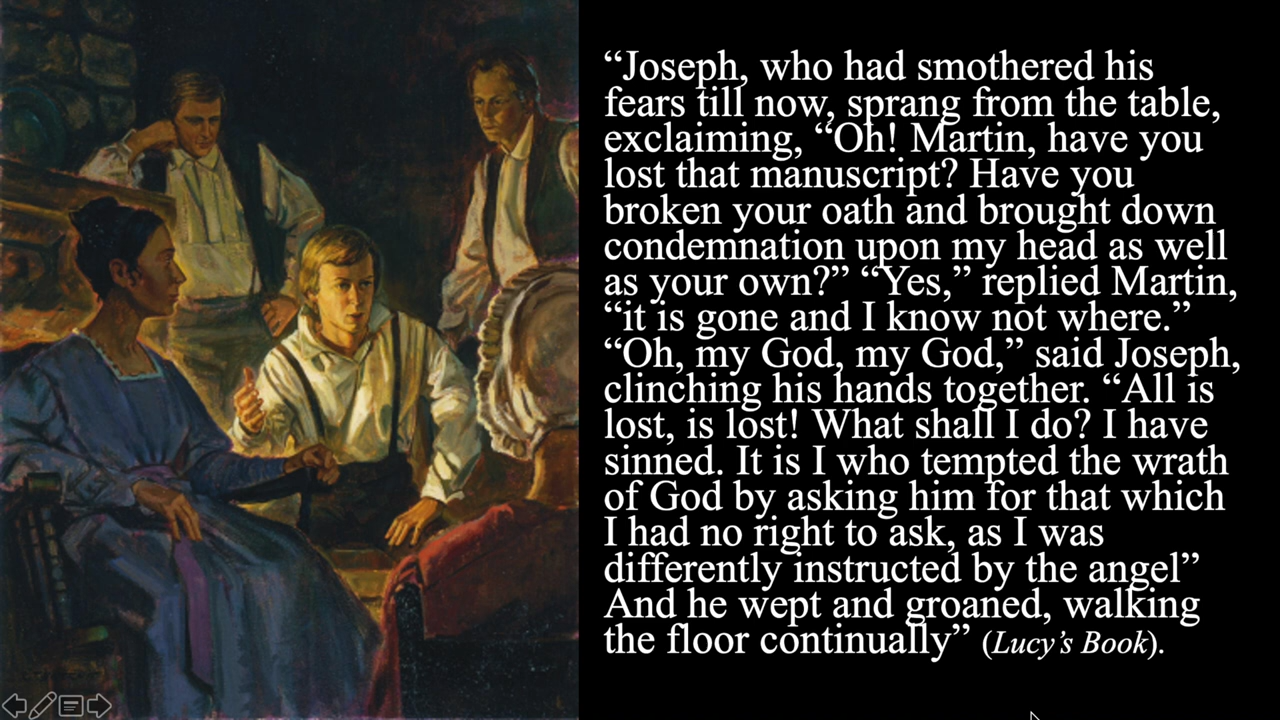 “Joseph, who had smothered his
fears till now, sprang from the table,
exclaiming, “Oh! Martin, have you
lost that manuscript? Have you
broken your oath and brought down
condemnation upon my head as well
as your own?” “Yes,” replied Martin,
“it is gone and I know not where.”
“Oh, my God, my God,” said Joseph,
clinching his hands together. “All is
lost, is lost! What shall I do? I have
sinned. It is I who tempted the wrath
of God by asking him for that which
I had no right to ask, as I was
differently instructed by the angel”
And he wept and groaned, walking
the floor continually” (Lucy’s Book).